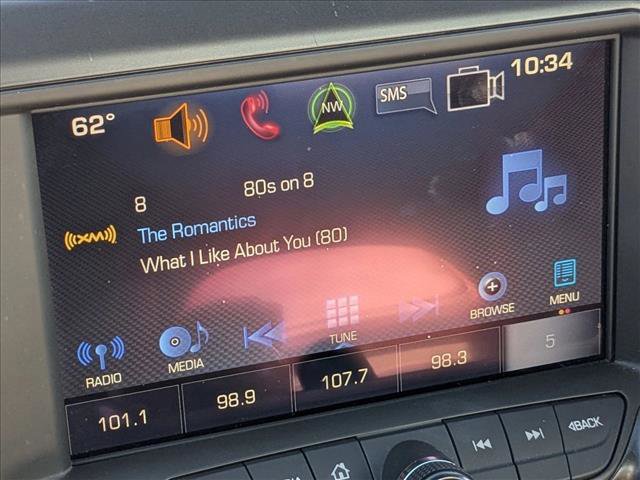 62° NW SMS 10:34
8 80s on 8
XM The Romantics
What I Like About You (80)
RADIO MEDIA TUNE BROWSE MENU
101.1 98.9 107.7 98.3 5
BACK